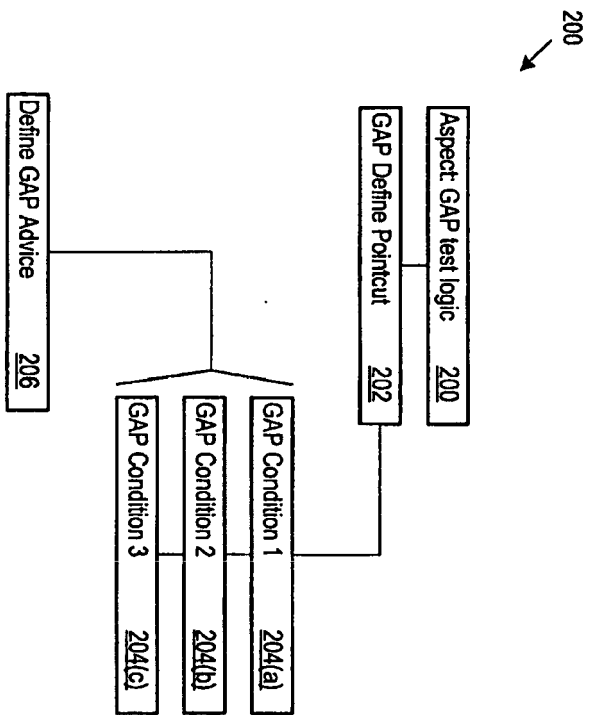 200
Aspect: GAP test logic 200
GAP Define Pointcut 202
GAP Condition 1 204(a)
GAP Condition 2 204(b)
GAP Condition 3 204(c)
Define GAP Advice 206